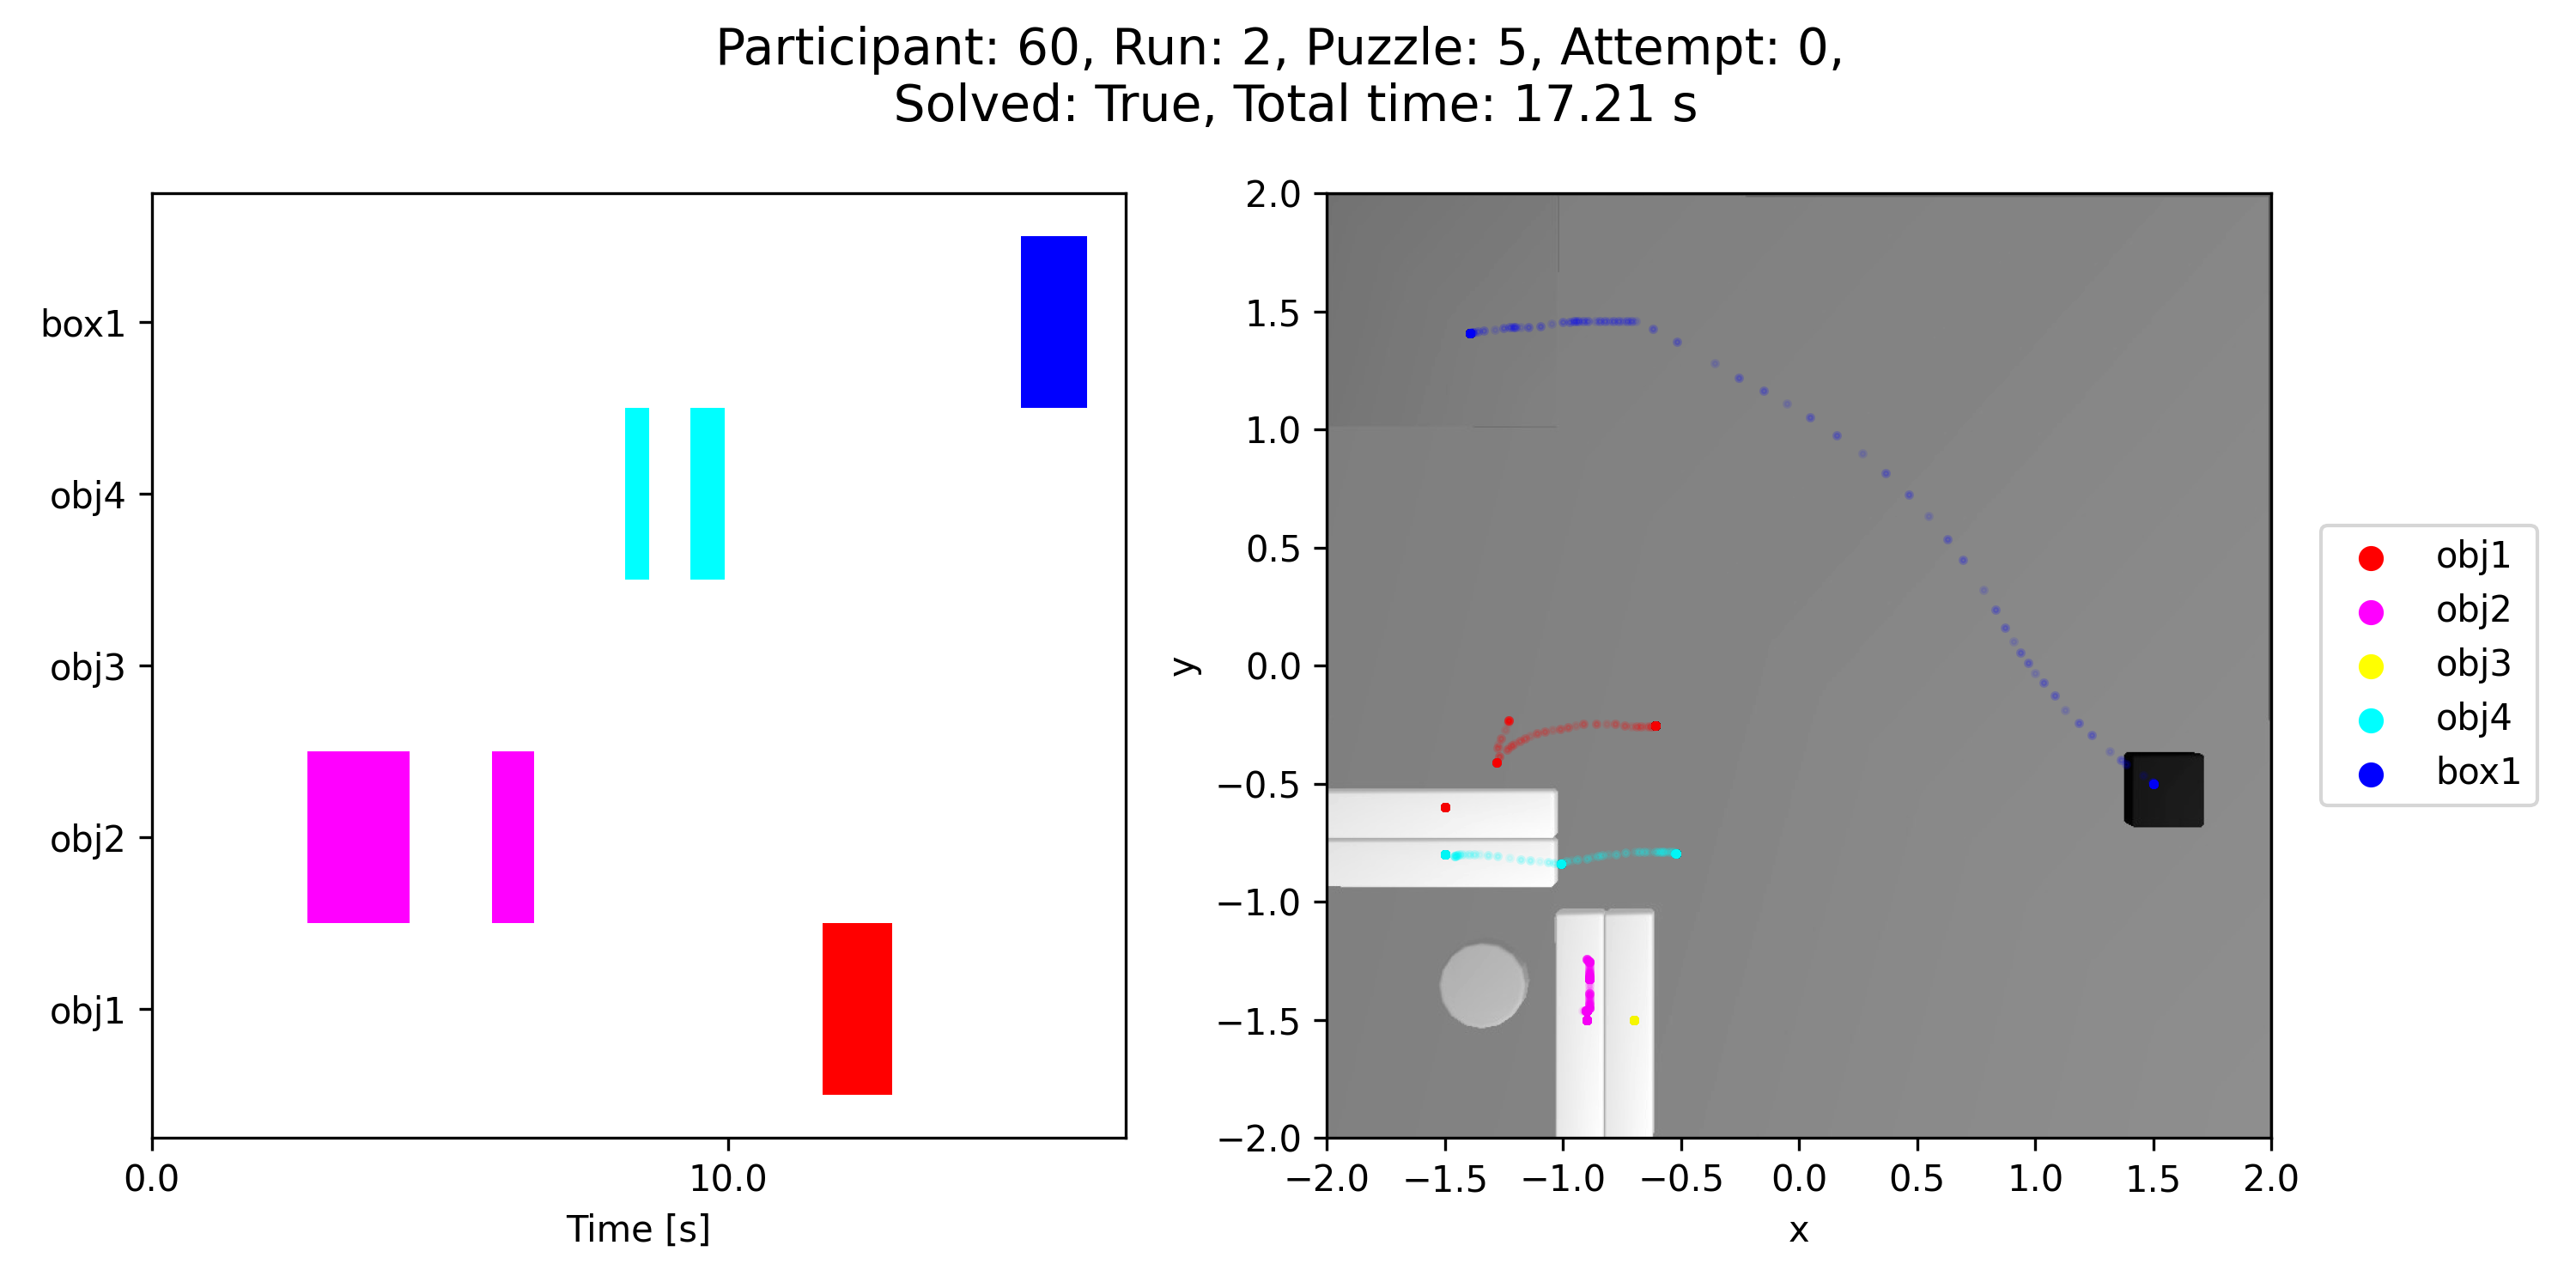 Participant: 60, Run: 2, Puzzle: 5, Attempt: 0,
Solved: True, Total time: 17.21 s
box1
obj4
obj3
obj2
obj1
0.0
10.0
Time [s]
2.0
1.5
1.0
0.5
0.0
−0.5
−1.0
−1.5
−2.0
y
−2.0
−1.5
−1.0
−0.5
0.0
0.5
1.0
1.5
2.0
x
obj1
obj2
obj3
obj4
box1